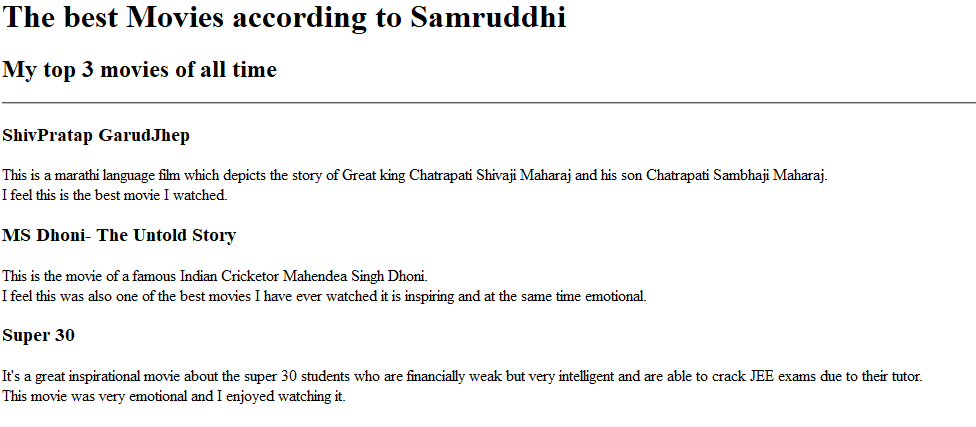 The best Movies according to Samruddhi
My top 3 movies of all time
ShivPratap GarudJhep
This is a marathi language film which depicts the story of Great king Chatrapati Shivaji Maharaj and his son Chatrapati Sambhaji Maharaj.
I feel this is the best movie I watched.
MS Dhoni- The Untold Story
This is the movie of a famous Indian Cricketor Mahendea Singh Dhoni.
I feel this was also one of the best movies I have ever watched it is inspiring and at the same time emotional.
Super 30
It's a great inspirational movie about the super 30 students who are financially weak but very intelligent and are able to crack JEE exams due to their tutor.
This movie was very emotional and I enjoyed watching it.